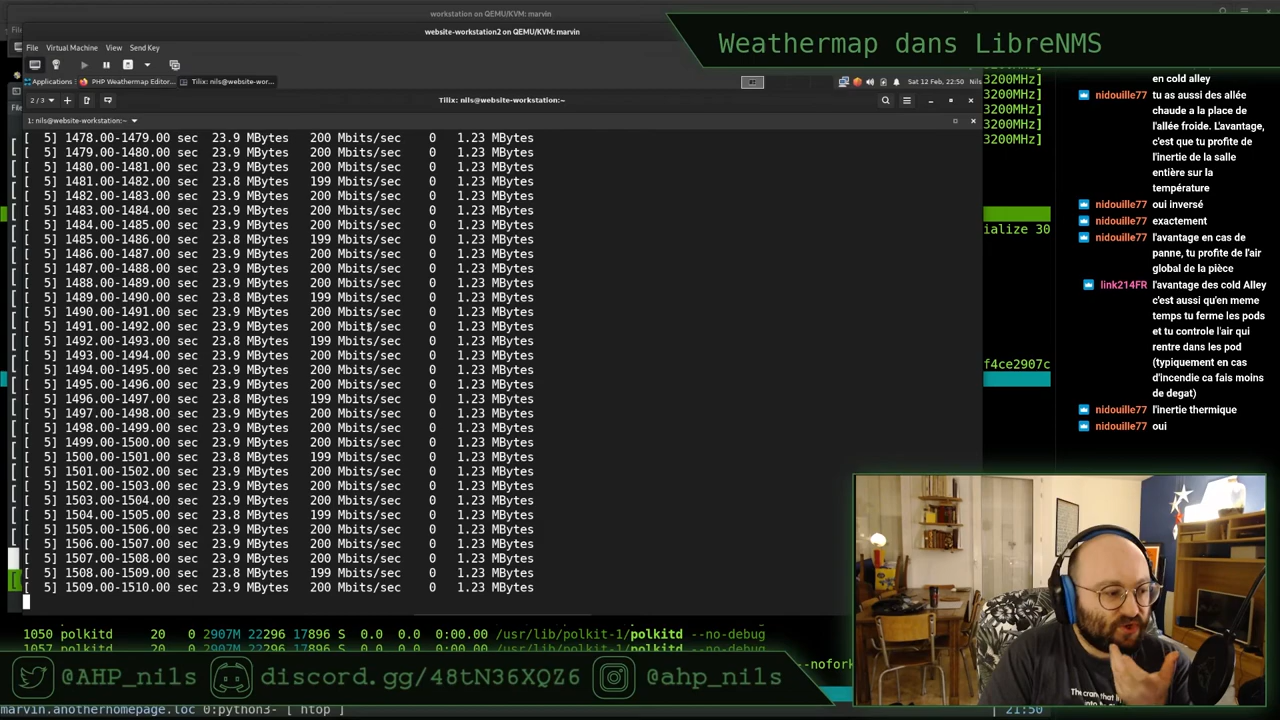 workstation on QEMU/KVM: marvin
website-workstation2 on QEMU/KVM: marvin
Weathermap dans LibreNMS
File Virtual Machine View Send Key
Applications PHP Weathermap Editor... Tilix: nils@website-wor...
Sat 12 Feb, 22:50 Nils
2 / 3
Tilix: nils@website-workstation:~
1: nils@website-workstation:~
[ 5] 1478.00-1479.00 sec 23.9 MBytes 200 Mbits/sec 0 1.23 MBytes
[ 5] 1479.00-1480.00 sec 23.9 MBytes 200 Mbits/sec 0 1.23 MBytes
[ 5] 1480.00-1481.00 sec 23.9 MBytes 200 Mbits/sec 0 1.23 MBytes
[ 5] 1481.00-1482.00 sec 23.8 MBytes 199 Mbits/sec 0 1.23 MBytes
[ 5] 1482.00-1483.00 sec 23.9 MBytes 200 Mbits/sec 0 1.23 MBytes
[ 5] 1483.00-1484.00 sec 23.9 MBytes 200 Mbits/sec 0 1.23 MBytes
[ 5] 1484.00-1485.00 sec 23.9 MBytes 200 Mbits/sec 0 1.23 MBytes
[ 5] 1485.00-1486.00 sec 23.8 MBytes 199 Mbits/sec 0 1.23 MBytes
[ 5] 1486.00-1487.00 sec 23.9 MBytes 200 Mbits/sec 0 1.23 MBytes
[ 5] 1487.00-1488.00 sec 23.9 MBytes 200 Mbits/sec 0 1.23 MBytes
[ 5] 1488.00-1489.00 sec 23.9 MBytes 200 Mbits/sec 0 1.23 MBytes
[ 5] 1489.00-1490.00 sec 23.8 MBytes 199 Mbits/sec 0 1.23 MBytes
[ 5] 1490.00-1491.00 sec 23.9 MBytes 200 Mbits/sec 0 1.23 MBytes
[ 5] 1491.00-1492.00 sec 23.9 MBytes 200 Mbits/sec 0 1.23 MBytes
[ 5] 1492.00-1493.00 sec 23.8 MBytes 199 Mbits/sec 0 1.23 MBytes
[ 5] 1493.00-1494.00 sec 23.9 MBytes 200 Mbits/sec 0 1.23 MBytes
[ 5] 1494.00-1495.00 sec 23.9 MBytes 200 Mbits/sec 0 1.23 MBytes
[ 5] 1495.00-1496.00 sec 23.9 MBytes 200 Mbits/sec 0 1.23 MBytes
[ 5] 1496.00-1497.00 sec 23.8 MBytes 199 Mbits/sec 0 1.23 MBytes
[ 5] 1497.00-1498.00 sec 23.9 MBytes 200 Mbits/sec 0 1.23 MBytes
[ 5] 1498.00-1499.00 sec 23.9 MBytes 200 Mbits/sec 0 1.23 MBytes
[ 5] 1499.00-1500.00 sec 23.9 MBytes 200 Mbits/sec 0 1.23 MBytes
[ 5] 1500.00-1501.00 sec 23.8 MBytes 199 Mbits/sec 0 1.23 MBytes
[ 5] 1501.00-1502.00 sec 23.9 MBytes 200 Mbits/sec 0 1.23 MBytes
[ 5] 1502.00-1503.00 sec 23.9 MBytes 200 Mbits/sec 0 1.23 MBytes
[ 5] 1503.00-1504.00 sec 23.9 MBytes 200 Mbits/sec 0 1.23 MBytes
[ 5] 1504.00-1505.00 sec 23.8 MBytes 199 Mbits/sec 0 1.23 MBytes
[ 5] 1505.00-1506.00 sec 23.9 MBytes 200 Mbits/sec 0 1.23 MBytes
[ 5] 1506.00-1507.00 sec 23.9 MBytes 200 Mbits/sec 0 1.23 MBytes
[ 5] 1507.00-1508.00 sec 23.9 MBytes 200 Mbits/sec 0 1.23 MBytes
[ 5] 1508.00-1509.00 sec 23.8 MBytes 199 Mbits/sec 0 1.23 MBytes
[ 5] 1509.00-1510.00 sec 23.9 MBytes 200 Mbits/sec 0 1.23 MBytes
3200MHz]
3200MHz]
3200MHz]
3200MHz]
3200MHz]
ialize 30
f4ce2907c
en cold alley
nidouille77 tu as aussi des allée
chaude a la place de
l'allée froide. L'avantage,
c'est que tu profite de
l'inertie de la salle
entière sur la
température
nidouille77 oui inversé
nidouille77 exactement
nidouille77 l'avantage en cas de
panne, tu profite de l'air
global de la pièce
link214FR l'avantage des cold Alley
c'est aussi qu'en meme
temps tu ferme les pods
et tu controle l'air qui
rentre dans les pod
(typiquement en cas
d'incendie ca fais moins
de degat)
nidouille77 l'inertie thermique
nidouille77 oui
1050 polkitd 20 0 2907M 22296 17896 S 0.0 0.0 0:00.00 /usr/lib/polkit-1/polkitd --no-debug
1057 polkitd 20 0 2907M 22296 17896 S 0.0 0.0 0:00.00 /usr/lib/polkit-1/polkitd --no-debug
--nofork
@AHP_nils discord.gg/48tN36XQZ6 @ahp_nils
marvin.anotherhomepage.loc 0:python3- [ htop ] 21:50